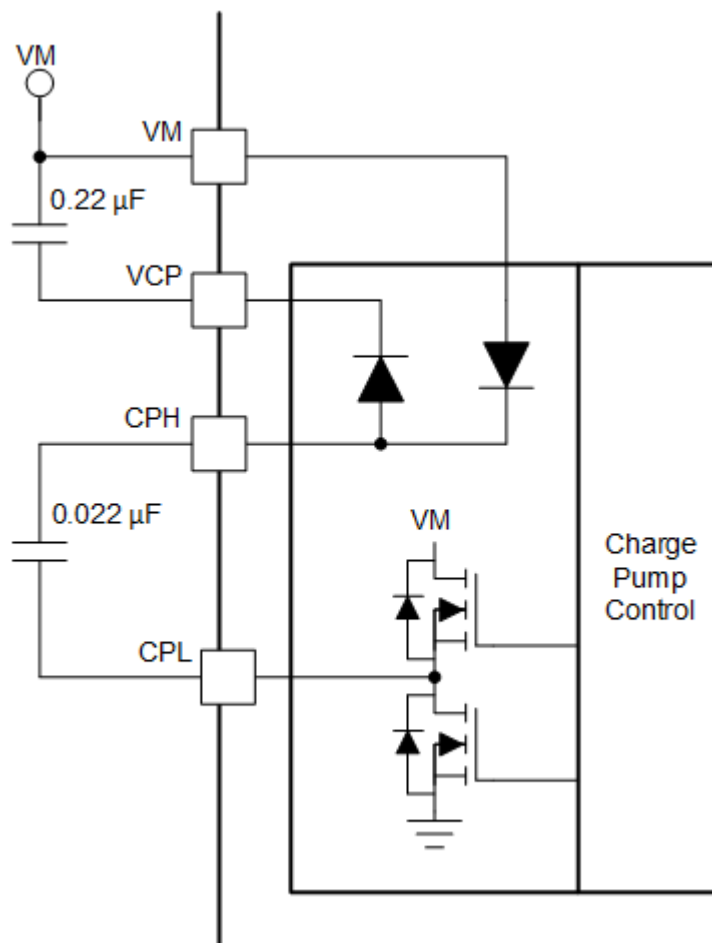 VM
VM
0.22 µF
VCP
CPH
0.022 µF
VM
Charge
Pump
Control
CPL